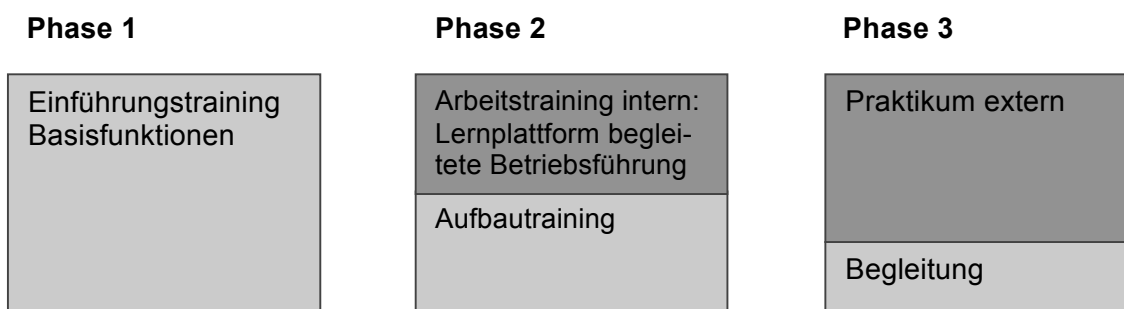 Phase 1
Phase 2
Phase 3
Einführungstraining
Basisfunktionen
Arbeitstraining intern:
Lernplattform beglei-
tete Betriebsführung
Aufbautraining
Praktikum extern
Begleitung